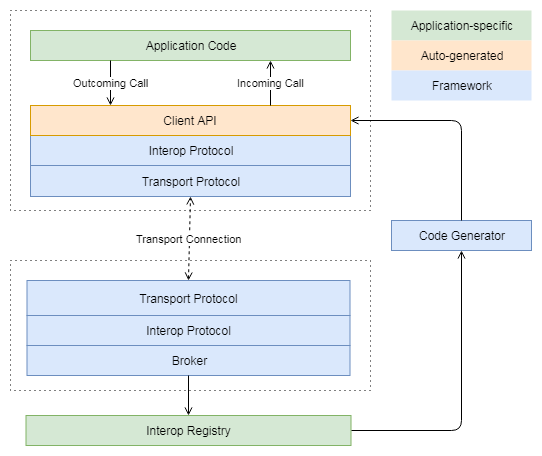 Application-specific
Application Code
Auto-generated
Outcoming Call
Incoming Call
Framework
Client API
Interop Protocol
Transport Protocol
Transport Connection
Code Generator
Transport Protocol
Interop Protocol
Broker
Interop Registry